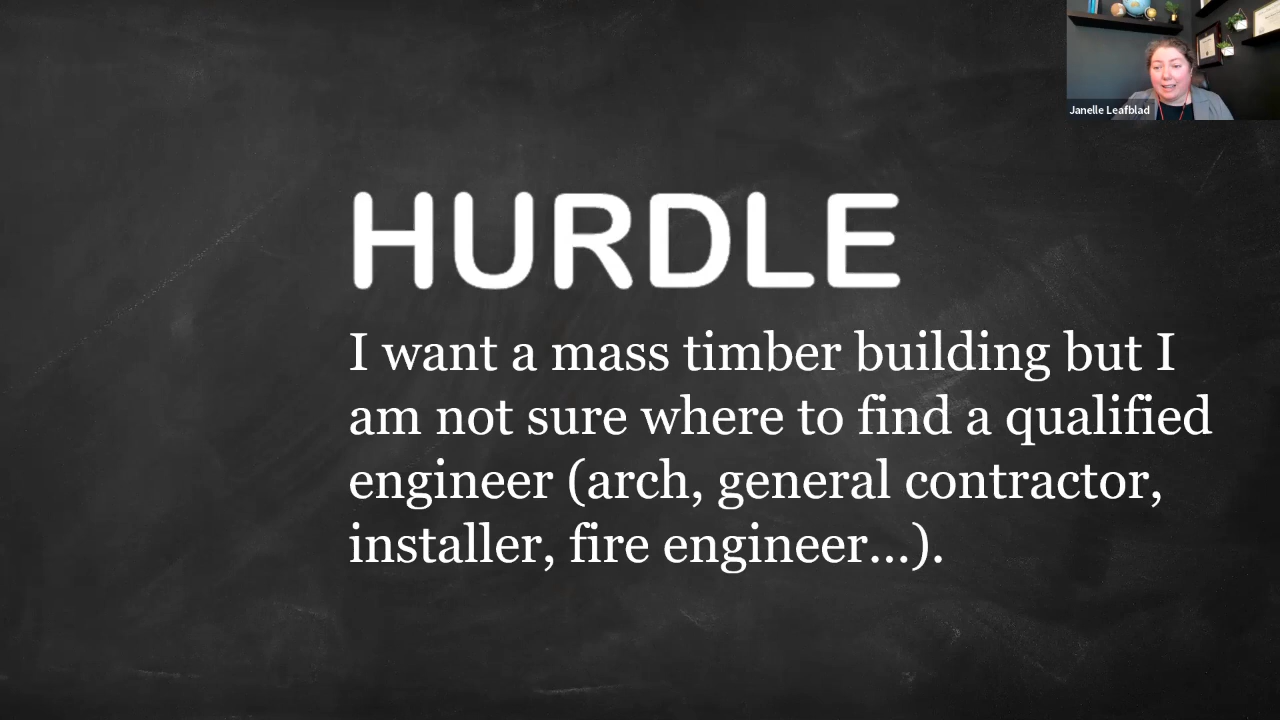 Janelle Leafblad
HURDLE
I want a mass timber building but I
am not sure where to find a qualified
engineer (arch, general contractor,
installer, fire engineer...).